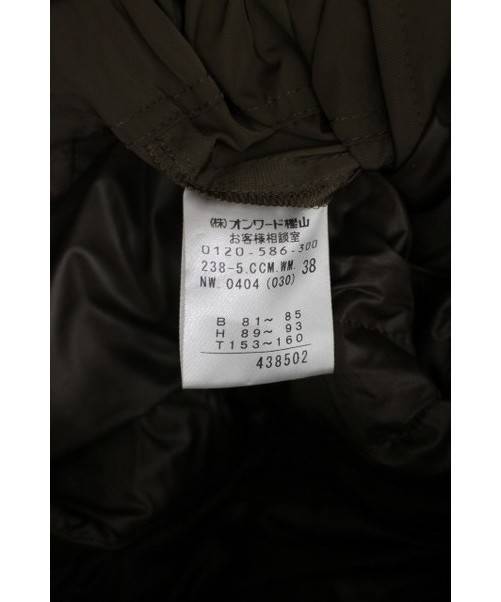 (株)オンワード樫山
お客様相談室
0120-586-300
238-5.CCM.WM. 38
NW. 0404 (030)
B 81~ 85
H 89~ 93
T153~160
438502